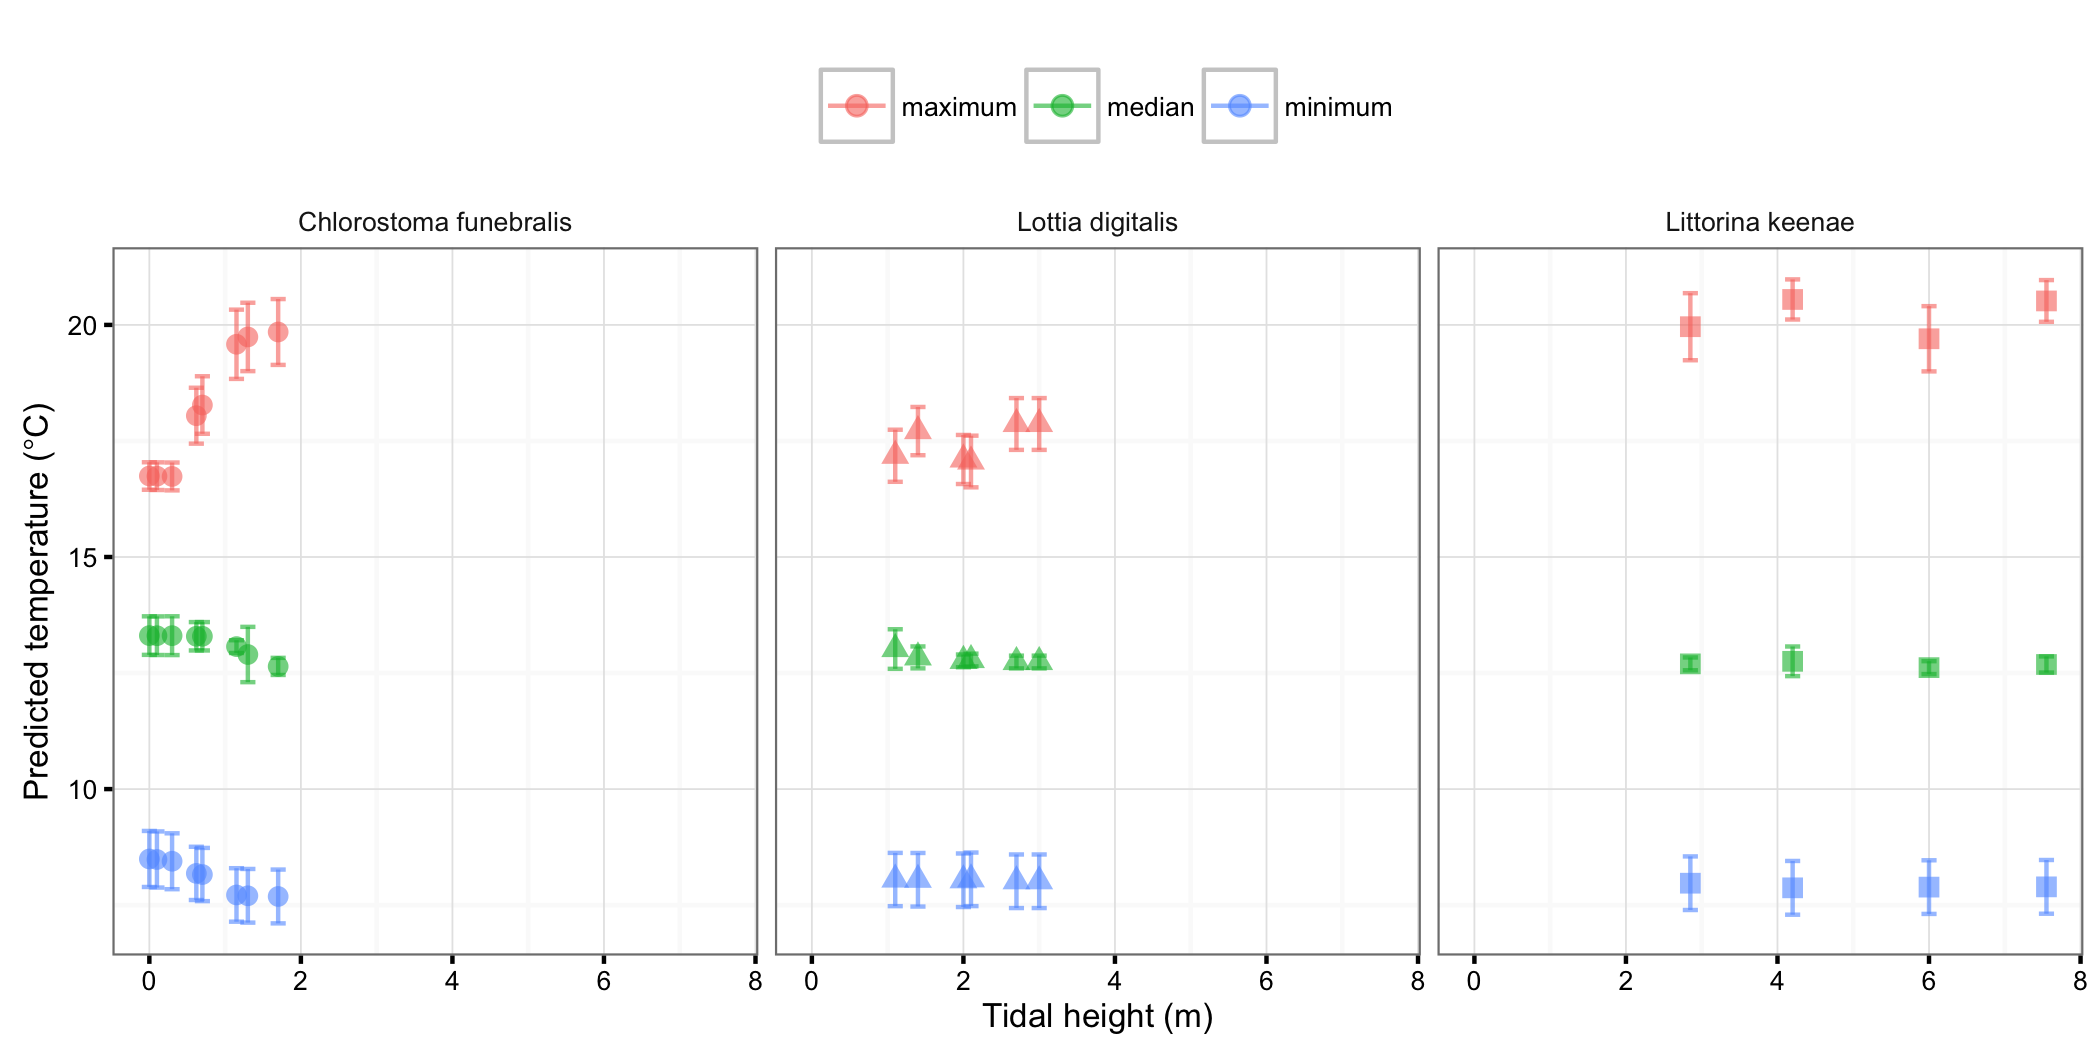 maximum median minimum
Chlorostoma funebralis Lottia digitalis Littorina keenae
20
15
10
Predicted temperature (°C)
0 2 4 6 8 0 2 4 6 8 0 2 4 6 8
Tidal height (m)